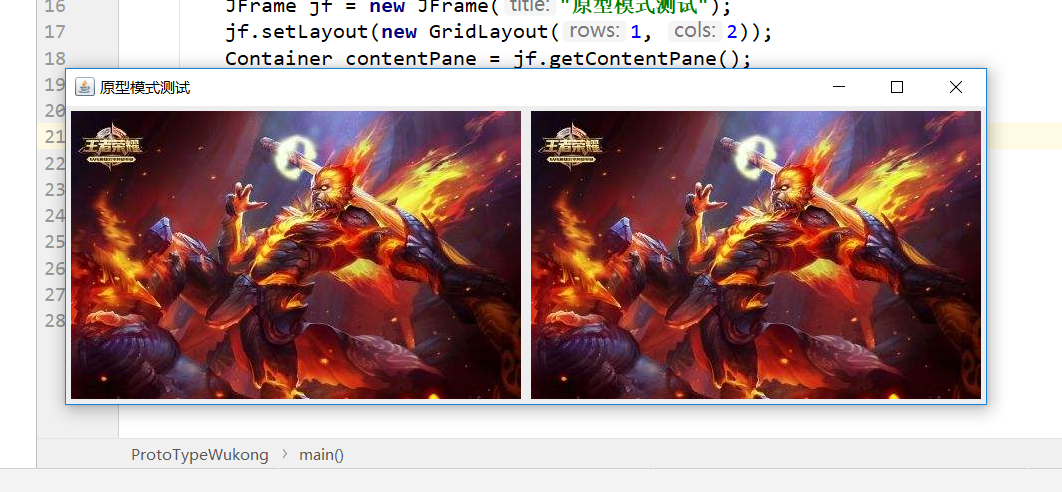 16 JFrame jf = new JFrame( title: "原型模式测试");
17 jf.setLayout(new GridLayout( rows: 1, cols: 2));
18 Container contentPane = jf.getContentPane();
19
原型模式测试
20
21
王者荣耀 王者荣耀
22
23
24
25
26
27
28
ProtoTypeWukong > main()